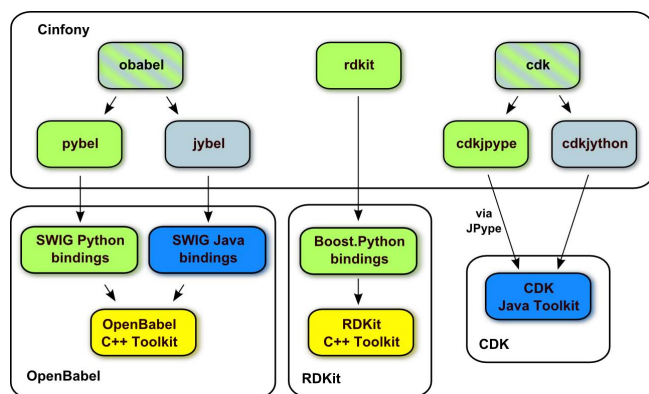 Cinfony
obabel
rdkit
cdk
pybel
jybel
cdkjpype
cdkjython
via
JPype
SWIG Python
bindings
SWIG Java
bindings
Boost.Python
bindings
OpenBabel
C++ Toolkit
RDKit
C++ Toolkit
CDK
Java Toolkit
OpenBabel
RDKit
CDK